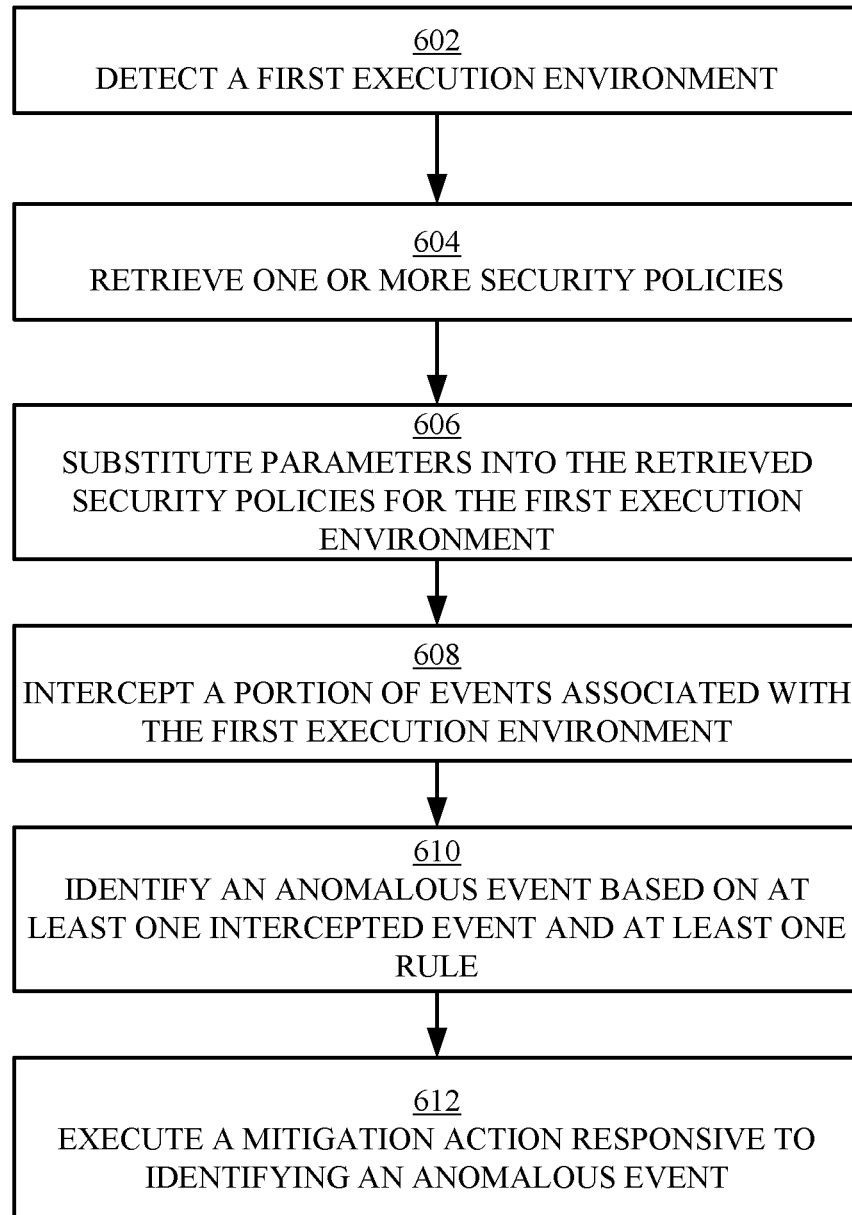 602
DETECT A FIRST EXECUTION ENVIRONMENT
604
RETRIEVE ONE OR MORE SECURITY POLICIES
606
SUBSTITUTE PARAMETERS INTO THE RETRIEVED
SECURITY POLICIES FOR THE FIRST EXECUTION
ENVIRONMENT
608
INTERCEPT A PORTION OF EVENTS ASSOCIATED WITH
THE FIRST EXECUTION ENVIRONMENT
610
IDENTIFY AN ANOMALOUS EVENT BASED ON AT
LEAST ONE INTERCEPTED EVENT AND AT LEAST ONE
RULE
612
EXECUTE A MITIGATION ACTION RESPONSIVE TO
IDENTIFYING AN ANOMALOUS EVENT